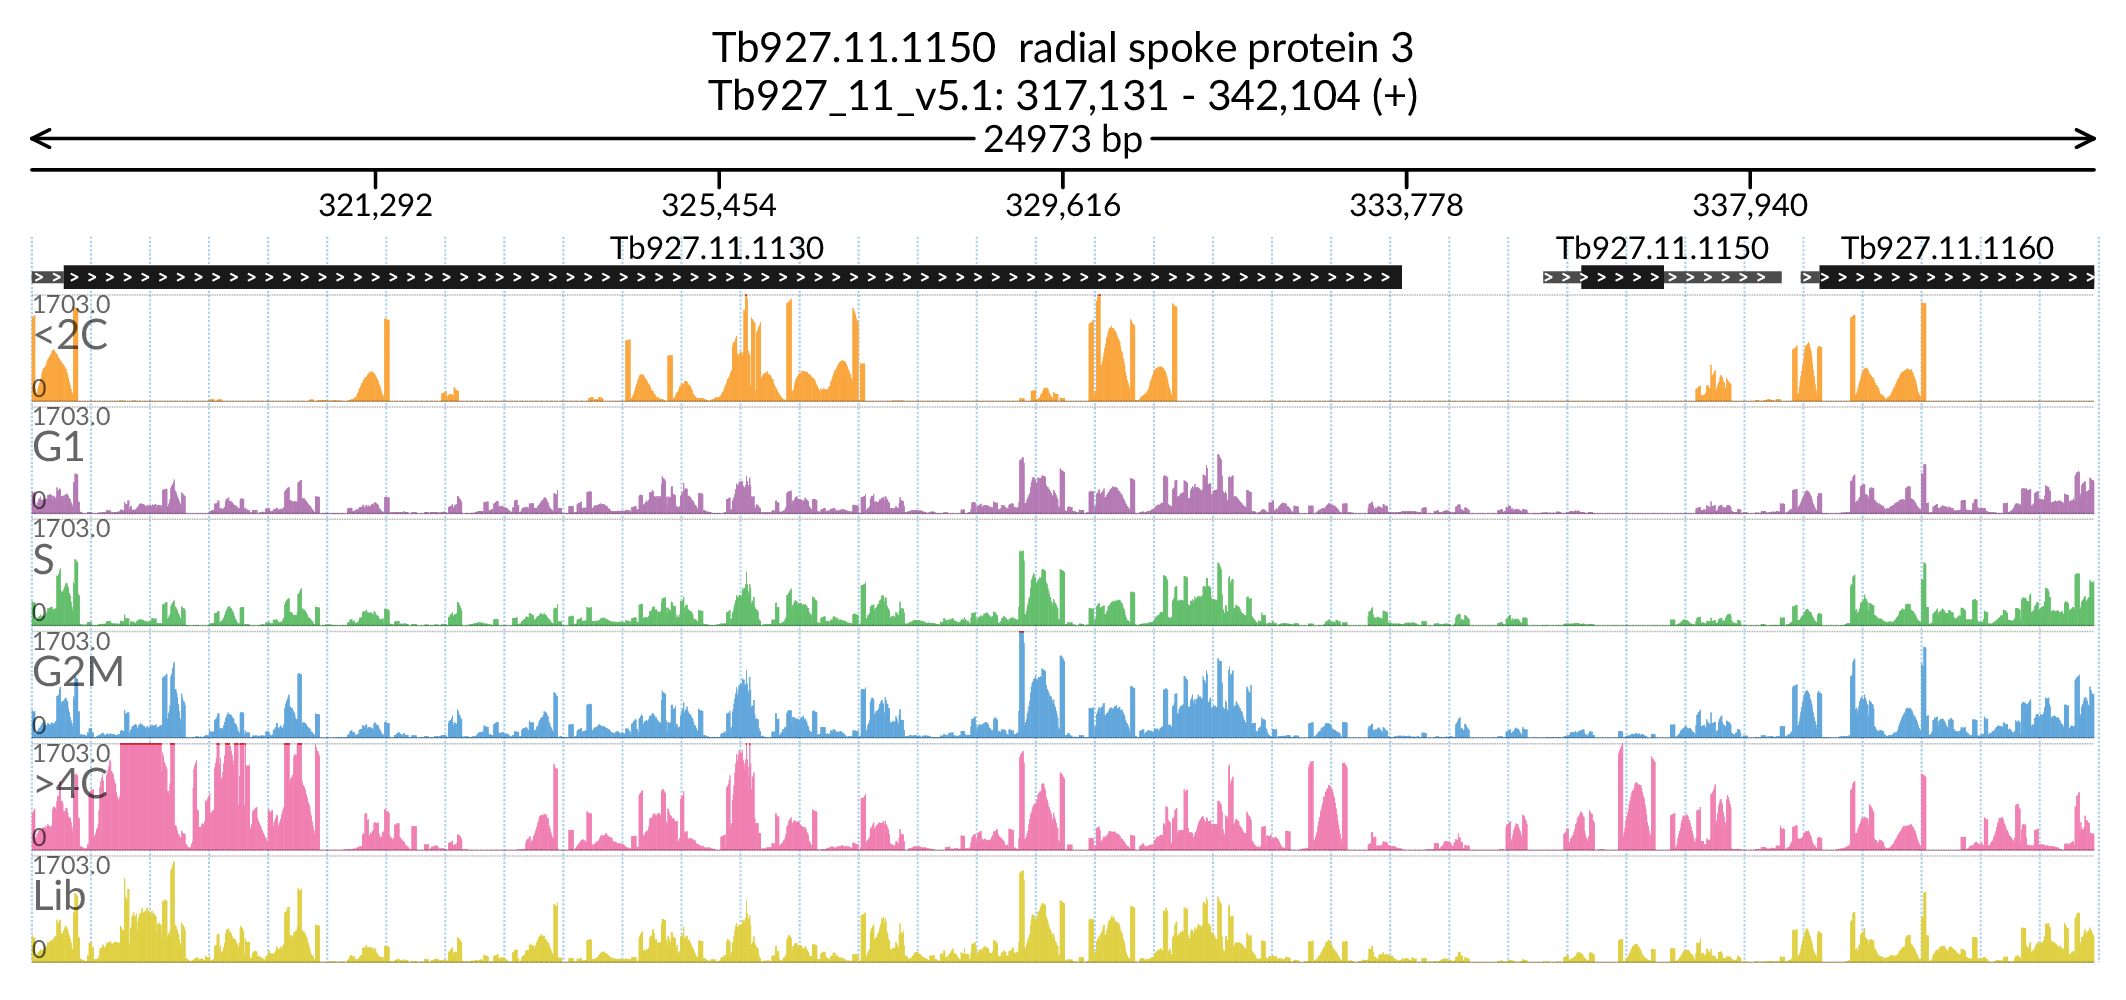 Tb927.11.1150  radial spoke protein 3
Tb927_11_v5.1: 317,131 - 342,104 (+)
24973 bp
321,292 325,454 329,616 333,778 337,940
Tb927.11.1130 Tb927.11.1150 Tb927.11.1160
1703.0
<2C
0
1703.0
G1
0
1703.0
S
0
1703.0
G2M
0
1703.0
>4C
0
1703.0
Lib
0